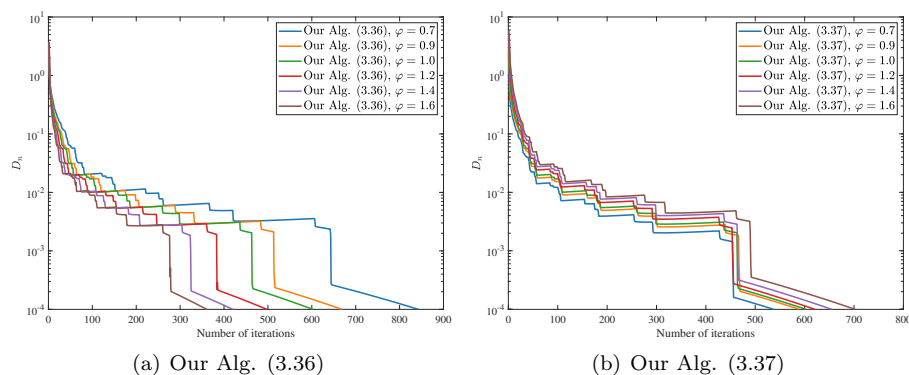 10^1
10^0
10^{-1}
10^{-2}
10^{-3}
10^{-4}
D_n
0 100 200 300 400 500 600 700 800 900
Number of iterations
Our Alg. (3.36), φ = 0.7
Our Alg. (3.36), φ = 0.9
Our Alg. (3.36), φ = 1.0
Our Alg. (3.36), φ = 1.2
Our Alg. (3.36), φ = 1.4
Our Alg. (3.36), φ = 1.6
(a) Our Alg. (3.36)
10^1
10^0
10^{-1}
10^{-2}
10^{-3}
10^{-4}
D_n
0 100 200 300 400 500 600 700 800
Number of iterations
Our Alg. (3.37), φ = 0.7
Our Alg. (3.37), φ = 0.9
Our Alg. (3.37), φ = 1.0
Our Alg. (3.37), φ = 1.2
Our Alg. (3.37), φ = 1.4
Our Alg. (3.37), φ = 1.6
(b) Our Alg. (3.37)